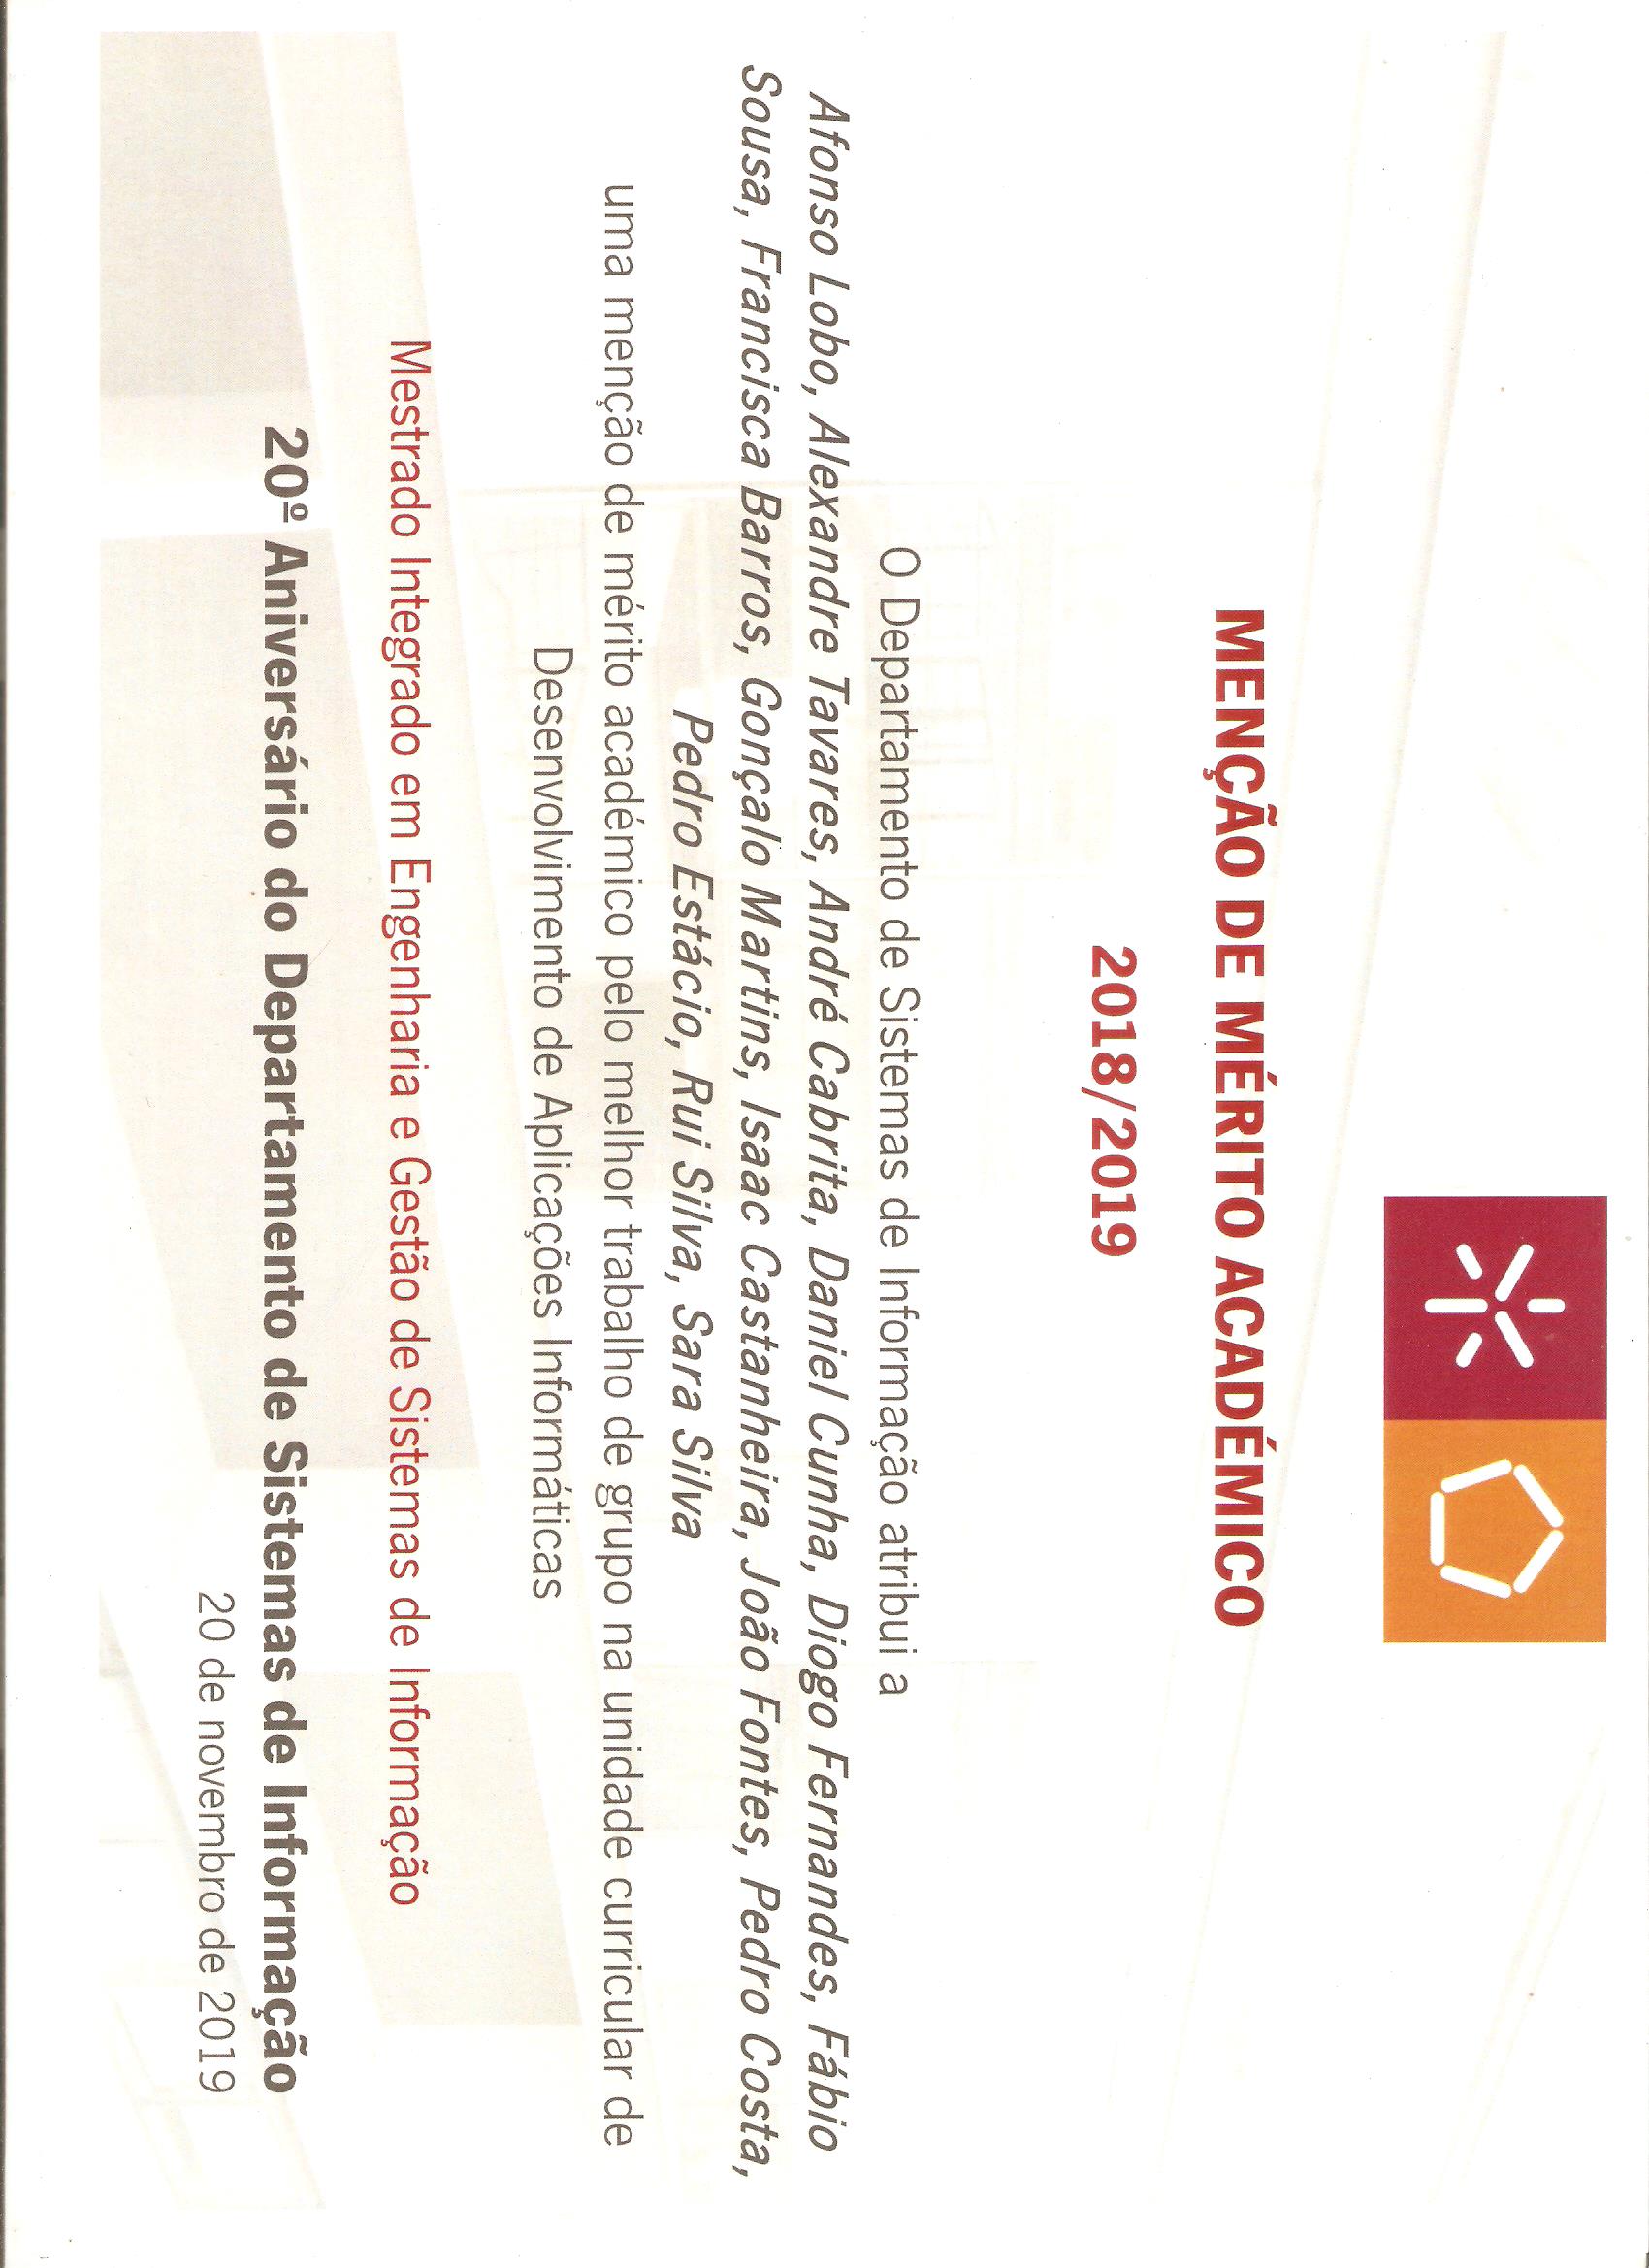 MENÇÃO DE MÉRITO ACADÉMICO
2018/2019
O Departamento de Sistemas de Informação atribui a
Afonso Lobo, Alexandre Tavares, André Cabrita, Daniel Cunha, Diogo Fernandes, Fábio
Sousa, Francisca Barros, Gonçalo Martins, Isaac Castanheira, João Fontes, Pedro Costa,
Pedro Estácio, Rui Silva, Sara Silva
uma menção de mérito académico pelo melhor trabalho de grupo na unidade curricular de
Desenvolvimento de Aplicações Informáticas
Mestrado Integrado em Engenharia e Gestão de Sistemas de Informação
20º Aniversário do Departamento de Sistemas de Informação
20 de novembro de 2019